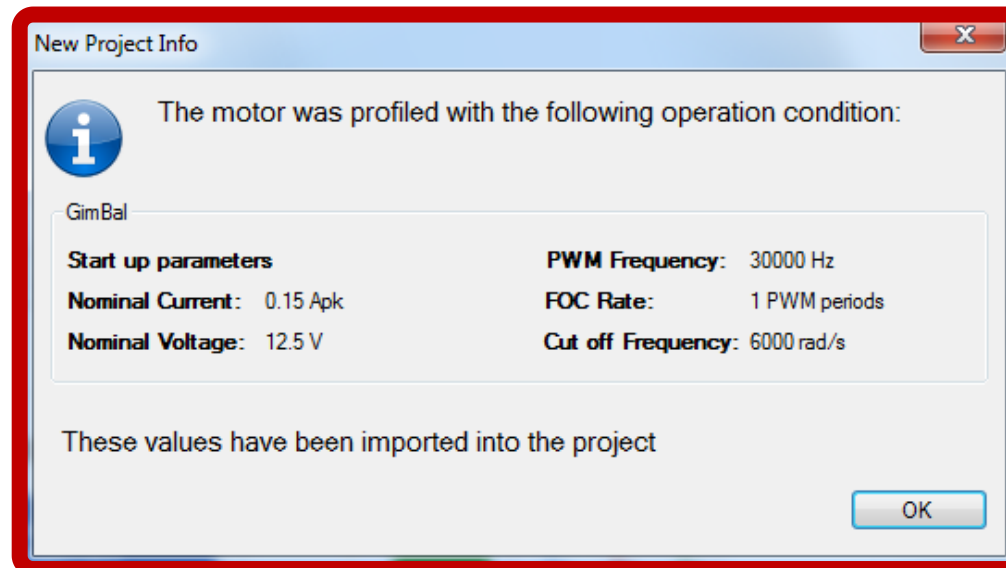 New Project Info
x
The motor was profiled with the following operation condition:
GimBal
Start up parameters
PWM Frequency: 30000 Hz
Nominal Current: 0.15 Apk
FOC Rate: 1 PWM periods
Nominal Voltage: 12.5 V
Cut off Frequency: 6000 rad/s
These values have been imported into the project
OK